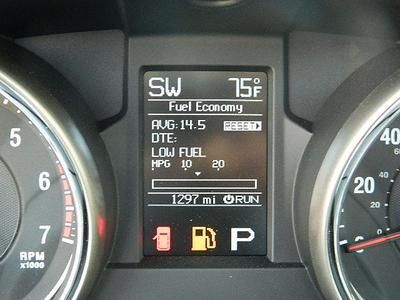 SW 75°F
Fuel Economy
AVG:14.5 RESET
DTE:
LOW FUEL
MPG 10 20
1297 mi RUN
P
5
6
7
RPM
x1000
40
20
0